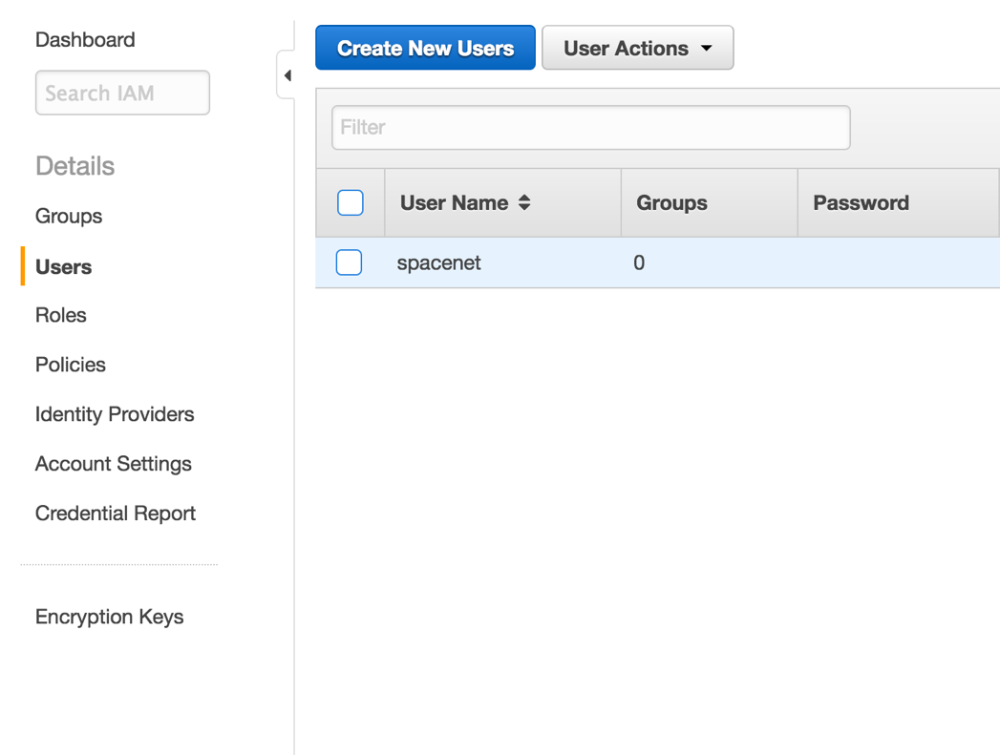 Dashboard
Search IAM
Details
Groups
Users
Roles
Policies
Identity Providers
Account Settings
Credential Report
Encryption Keys
Create New Users
User Actions
Filter
User Name Groups Password
spacenet 0